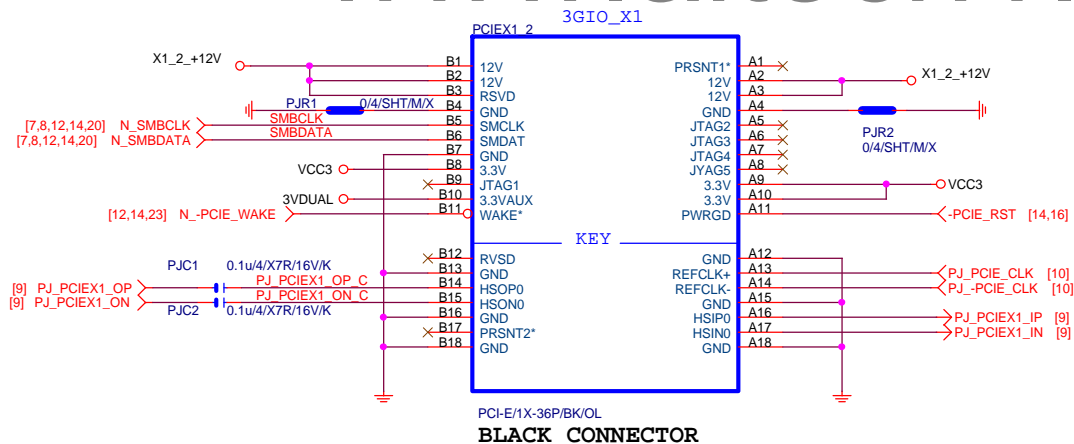 3GIO_X1
PCIEX1_2
X1_2_+12V
B1 12V PRSNT1* A1
B2 12V 12V A2 X1_2_+12V
B3 RSVD 12V A3
PJR1 0/4/SHT/M/X B4 GND GND A4
[7,8,12,14,20] N_SMBCLK SMBCLK B5 SMCLK JTAG2 A5
[7,8,12,14,20] N_SMBDATA SMBDATA B6 SMDAT JTAG3 A6 PJR2
B7 GND JTAG4 A7 0/4/SHT/M/X
VCC3 B8 3.3V JYAG5 A8
B9 JTAG1 3.3V A9 VCC3
3VDUAL B10 3.3VAUX 3.3V A10
[12,14,23] N_-PCIE_WAKE B11 WAKE* PWRGD A11 -PCIE_RST [14,16]
KEY
B12 RVSD GND A12
PJC1 0.1u/4/X7R/16V/K B13 GND REFCLK+ A13 PJ_PCIE_CLK [10]
[9] PJ_PCIEX1_OP PJ_PCIEX1_OP_C B14 HSOP0 REFCLK- A14 PJ_-PCIE_CLK [10]
[9] PJ_PCIEX1_ON PJ_PCIEX1_ON_C B15 HSON0 GND A15
PJC2 0.1u/4/X7R/16V/K B16 GND HSIP0 A16 PJ_PCIEX1_IP [9]
B17 PRSNT2* HSIN0 A17 PJ_PCIEX1_IN [9]
B18 GND GND A18
PCI-E/1X-36P/BK/OL
BLACK CONNECTOR